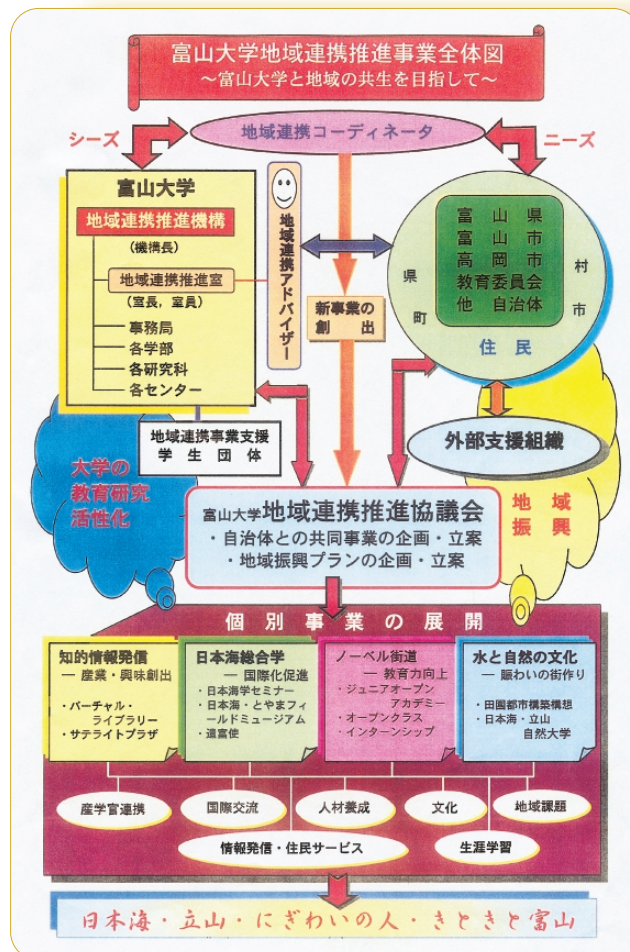 富山大学地域連携推進事業全体図
~富山大学と地域の共生を目指して~
シーズ
地域連携コーディネータ
ニーズ
富山大学
地域連携推進機構
(機構長)
地域連携推進室
(室長, 室員)
事務局
各学部
各研究科
各センター
地域連携アドバイザー
新事業の
創出
富山県
富山市
高岡市
教育委員会
他 自治体
県
町
村
市
住民
地域連携事業支援
学生団体
外部支援組織
大学の
教育研究
活性化
地域
振興
富山大学地域連携推進協議会
・自治体との共同事業の企画・立案
・地域振興プランの企画・立案
個別事業の展開
知的情報発信
― 産業・興味創出
・バーチャル・
ライブラリー
・サテライトプラザ
日本海総合学
― 国際化促進
・日本海学セミナー
・日本海・とやまフィ
ールドミュージアム
・遣富使
ノーベル街道
― 教育力向上
・ジュニアオープン
アカデミー
・オープンクラス
・インターンシップ
水と自然の文化
― 賑わいの街作り
・田園都市構築構想
・日本海・立山
自然大学
産学官連携
国際交流
人材養成
文化
地域課題
情報発信・住民サービス
生涯学習
日本海・立山・にぎわいの人・きときと富山